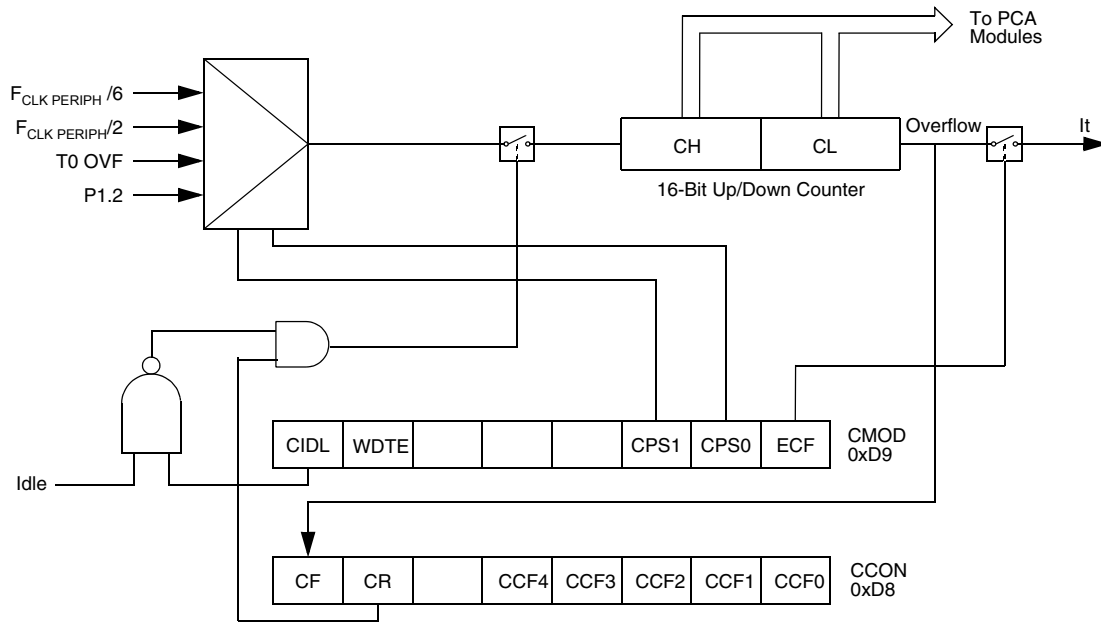 To PCA
Modules
FCLK PERIPH /6
FCLK PERIPH/2
T0 OVF
P1.2
CH
CL
Overflow
It
16-Bit Up/Down Counter
CIDL
WDTE
CPS1
CPS0
ECF
CMOD
0xD9
Idle
CF
CR
CCF4
CCF3
CCF2
CCF1
CCF0
CCON
0xD8